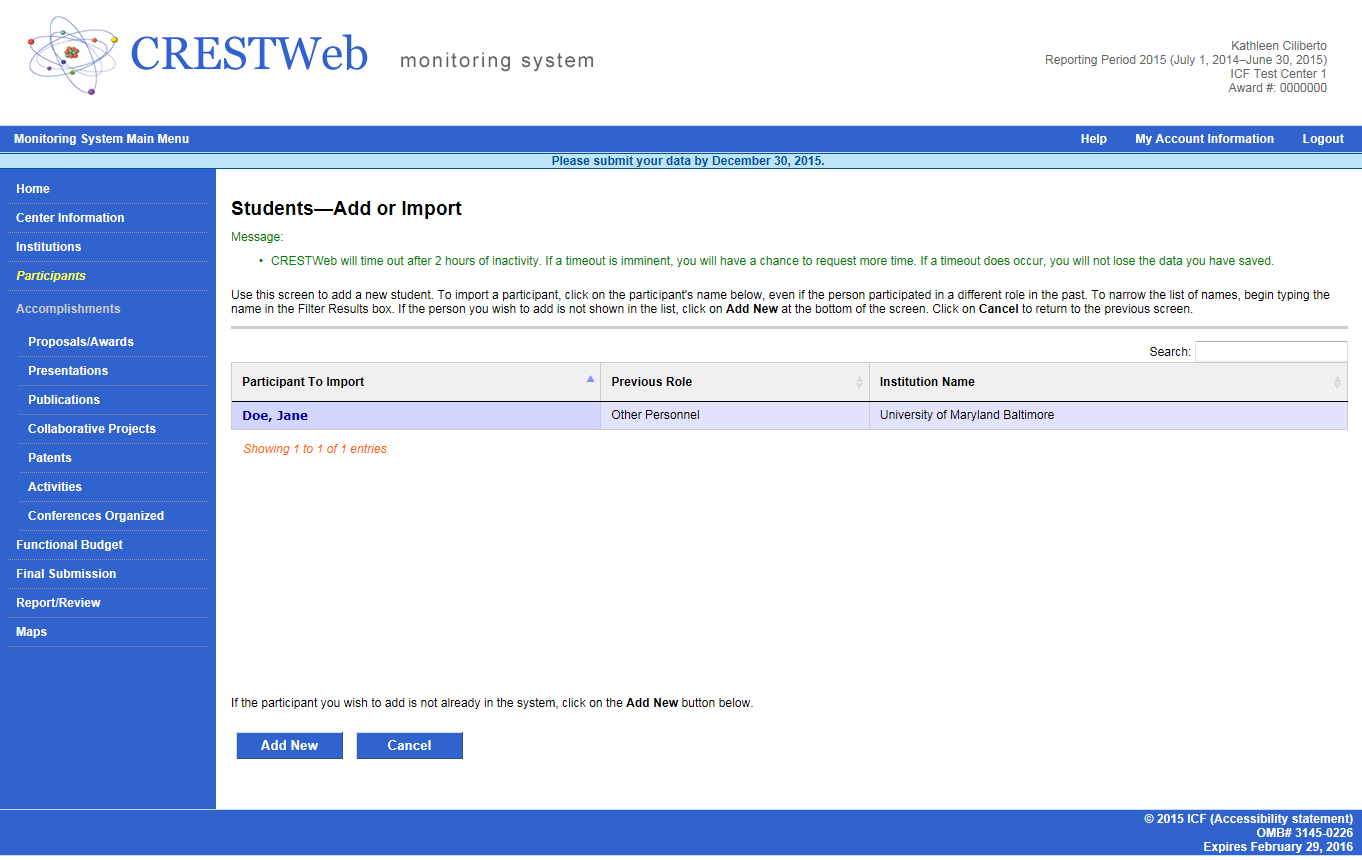 CRESTWeb monitoring system
Kathleen Ciliberto
Reporting Period 2015 (July 1, 2014–June 30, 2015)
ICF Test Center 1
Award #: 0000000
Monitoring System Main Menu
Help My Account Information Logout
Please submit your data by December 30, 2015.
Home
Center Information
Institutions
Participants
Accomplishments
Proposals/Awards
Presentations
Publications
Collaborative Projects
Patents
Activities
Conferences Organized
Functional Budget
Final Submission
Report/Review
Maps
Students—Add or Import
Message:
• CRESTWeb will time out after 2 hours of inactivity. If a timeout is imminent, you will have a chance to request more time. If a timeout does occur, you will not lose the data you have saved.
Use this screen to add a new student. To import a participant, click on the participant's name below, even if the person participated in a different role in the past. To narrow the list of names, begin typing the
name in the Filter Results box. If the person you wish to add is not shown in the list, click on Add New at the bottom of the screen. Click on Cancel to return to the previous screen.
Search:
Participant To Import Previous Role Institution Name
Doe, Jane Other Personnel University of Maryland Baltimore
Showing 1 to 1 of 1 entries
If the participant you wish to add is not already in the system, click on the Add New button below.
Add New Cancel
© 2015 ICF (Accessibility statement)
OMB# 3145-0226
Expires February 29, 2016